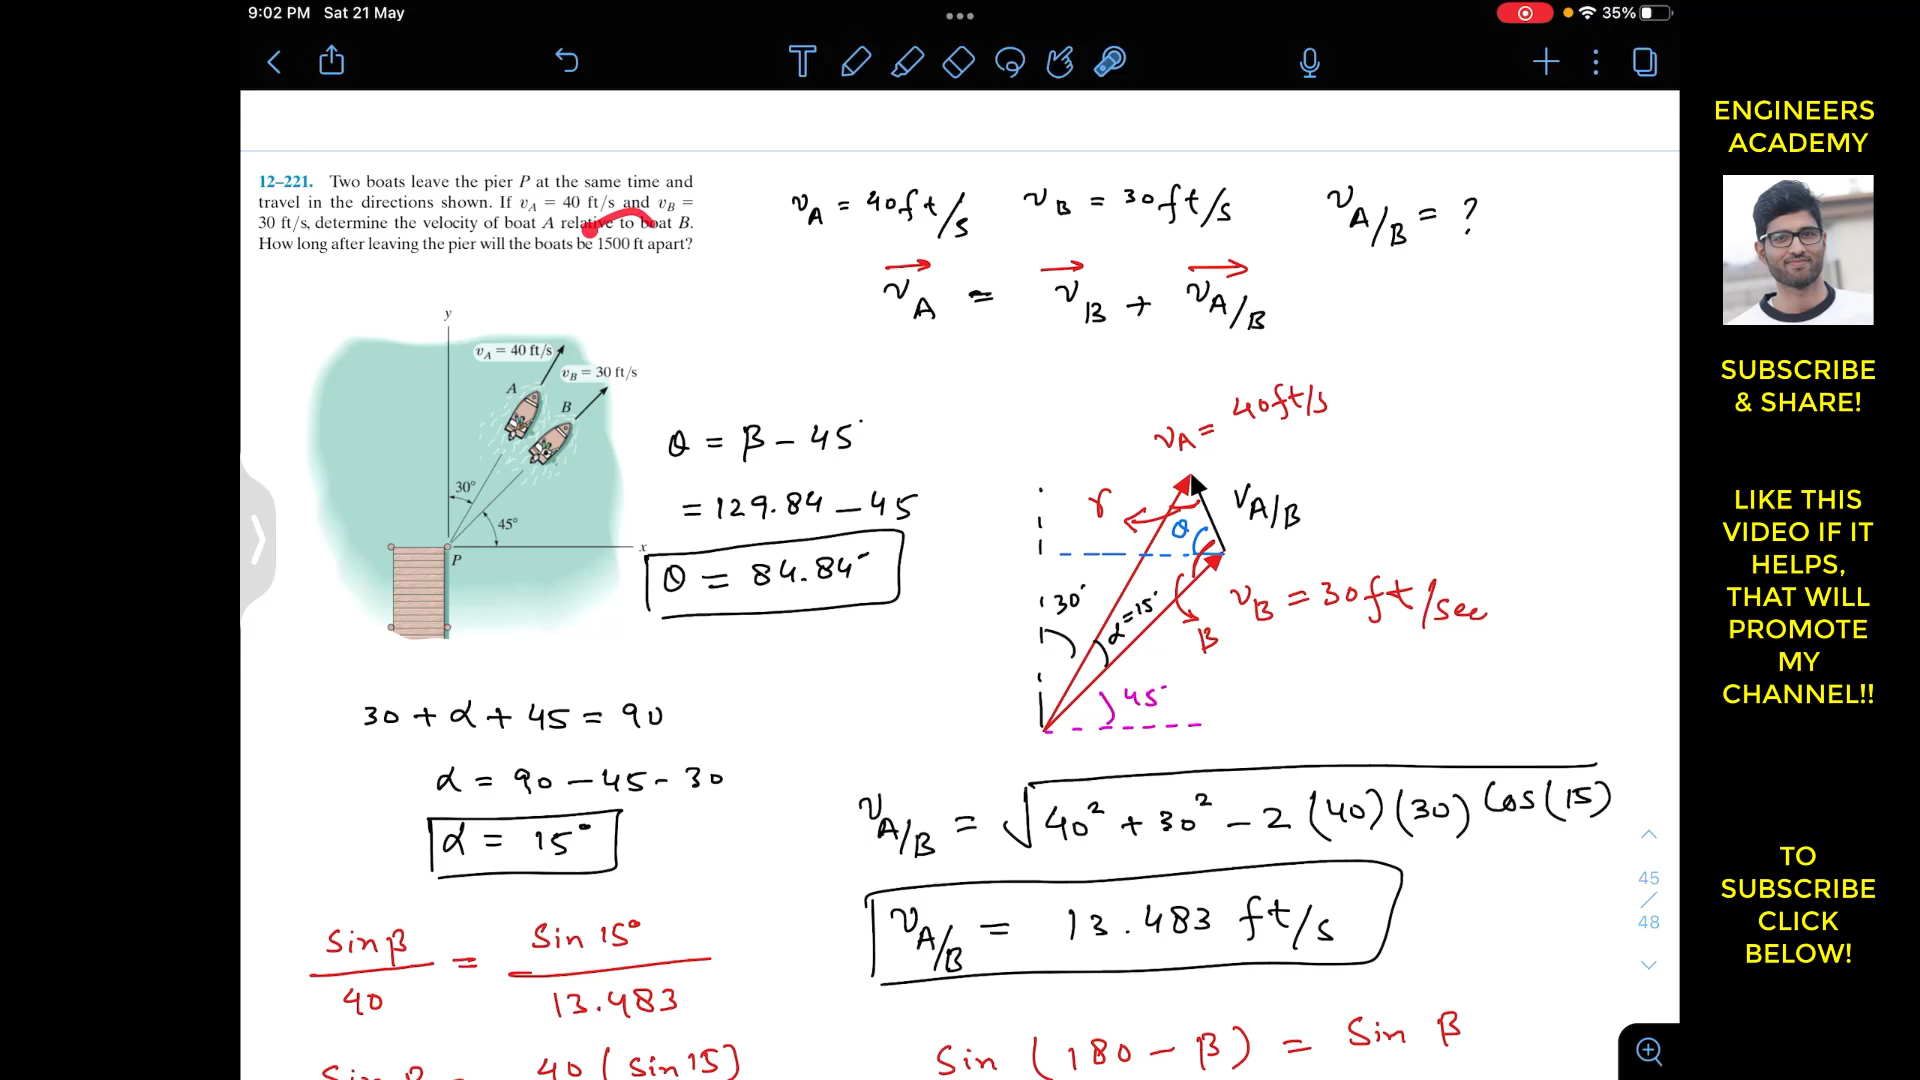 9:02 PM Sat 21 May
35%
12–221. Two boats leave the pier P at the same time and
travel in the directions shown. If vA = 40 ft/s and vB =
30 ft/s, determine the velocity of boat A relative to boat B.
How long after leaving the pier will the boats be 1500 ft apart?
vA = 40ft/s vB = 30ft/s vA/B = ?
vA = vB + vA/B
y
vA = 40 ft/s
vB = 30 ft/s
A
B
30°
45°
x
P
θ = β - 45°
= 129.84 - 45
θ = 84.84°
vA = 40ft/s
γ
θ
vA/B
30°
α=15°
vB = 30ft/sec
β
45°
30 + α + 45 = 90
α = 90 - 45 - 30
α = 15°
vA/B = √40² + 30² - 2 (40)(30) Cos(15)
vA/B = 13.483 ft/s
Sin β / 40 = Sin 15° / 13.483
Sin β = 40 (Sin 15)
Sin (180 - β) = Sin β
45
/
48
ENGINEERS
ACADEMY
SUBSCRIBE
& SHARE!
LIKE THIS
VIDEO IF IT
HELPS,
THAT WILL
PROMOTE
MY
CHANNEL!!
TO
SUBSCRIBE
CLICK
BELOW!